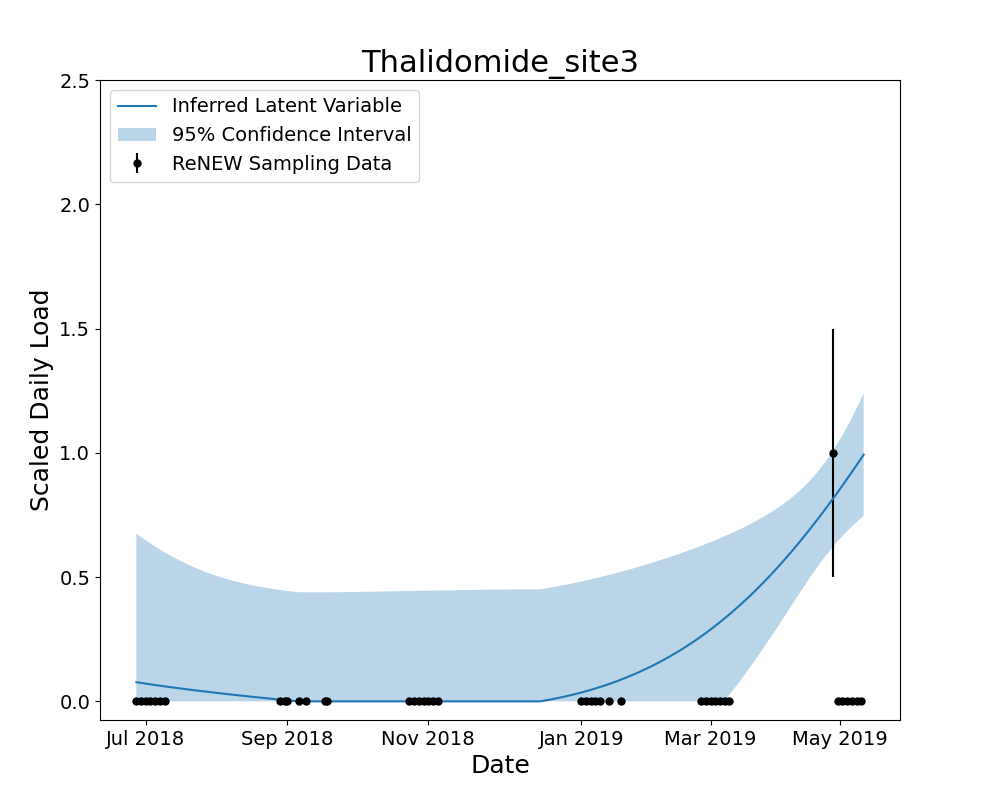 Thalidomide_site3
2.5
2.0
1.5
1.0
0.5
0.0
Scaled Daily Load
Inferred Latent Variable
95% Confidence Interval
ReNEW Sampling Data
Jul 2018 Sep 2018 Nov 2018 Jan 2019 Mar 2019 May 2019
Date